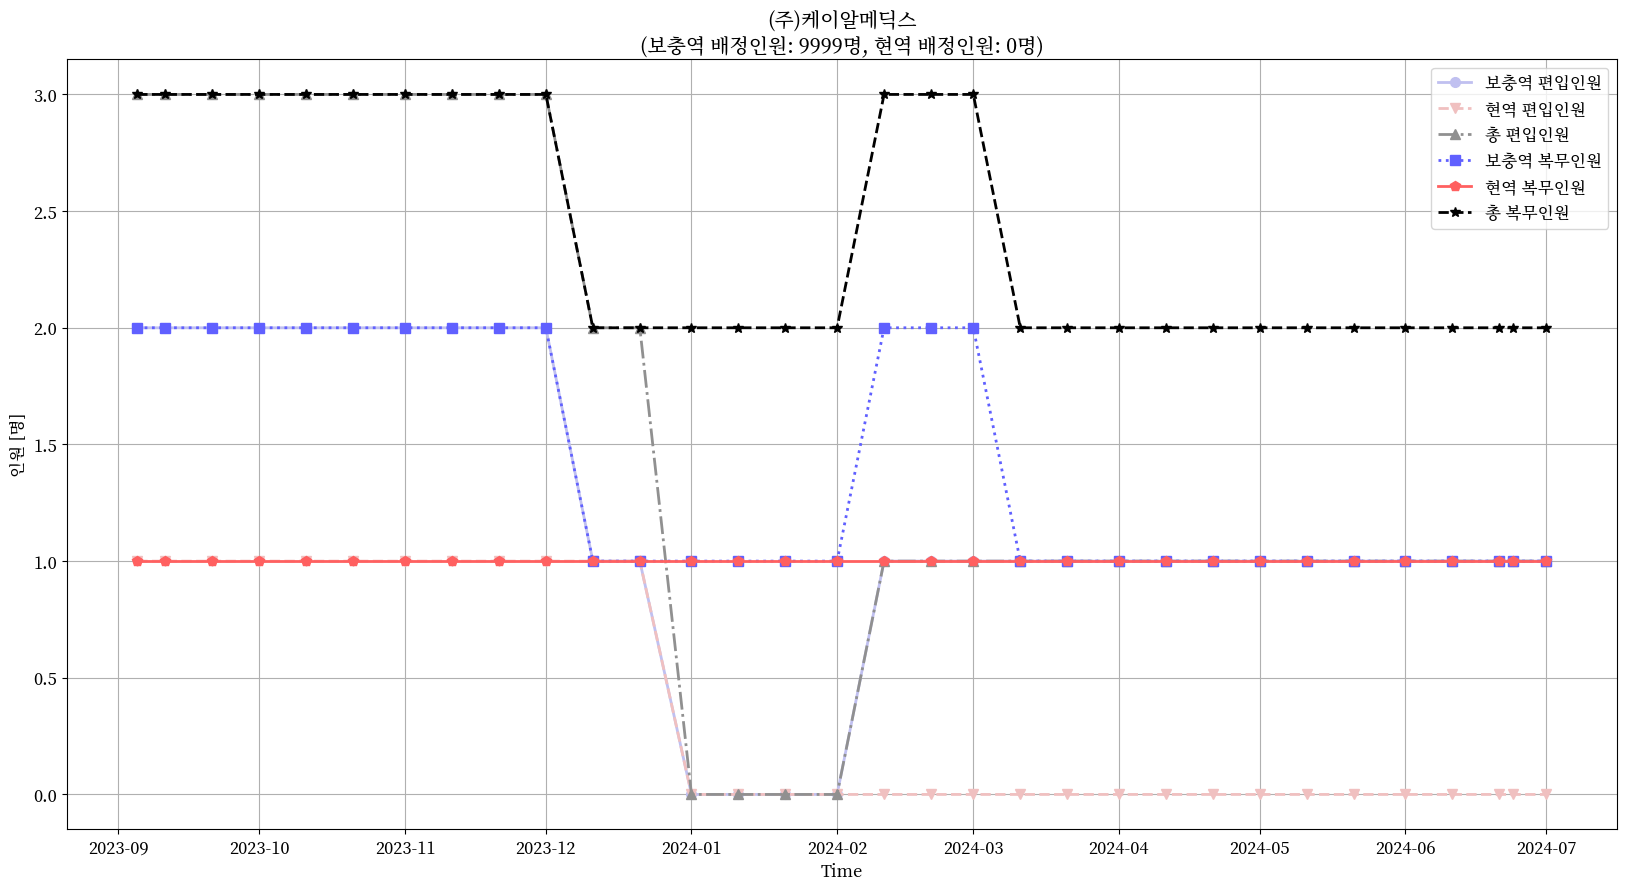 (주)케이알메딕스
(보충역 배정인원: 9999명, 현역 배정인원: 0명)
보충역 편입인원
현역 편입인원
총 편입인원
보충역 복무인원
현역 복무인원
총 복무인원
인원 [명]
3.0
2.5
2.0
1.5
1.0
0.5
0.0
2023-09 2023-10 2023-11 2023-12 2024-01 2024-02 2024-03 2024-04 2024-05 2024-06 2024-07
Time